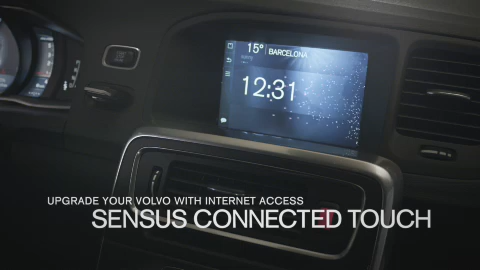 15° BARCELONA
12:31
UPGRADE YOUR VOLVO WITH INTERNET ACCESS
SENSUS CONNECTED TOUCH